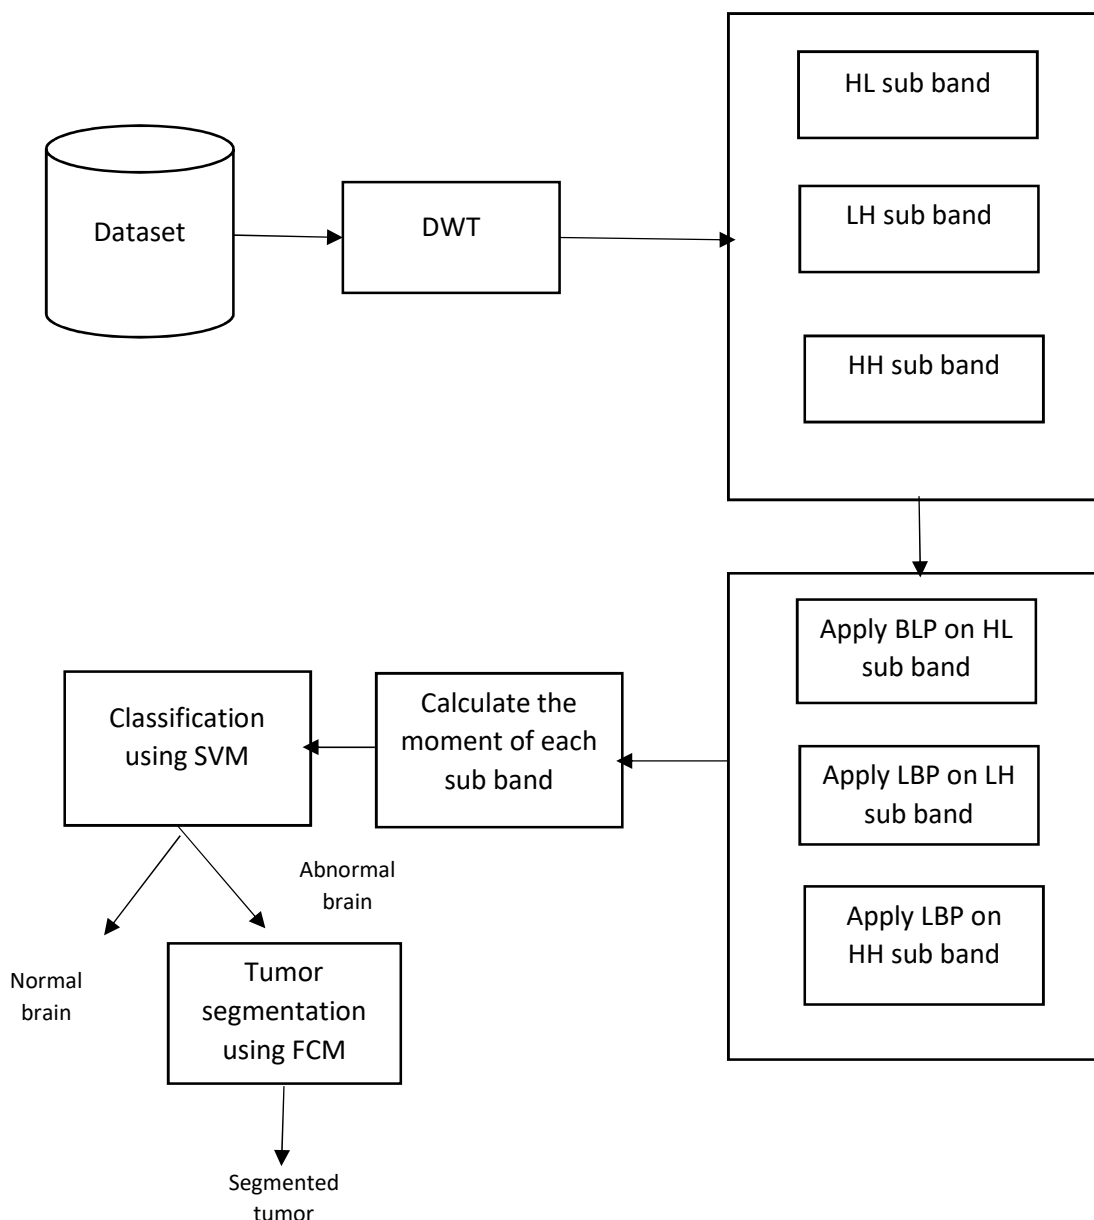 HL sub band
Dataset
DWT
LH sub band
HH sub band
Apply BLP on HL
sub band
Apply LBP on LH
sub band
Apply LBP on
HH sub band
Calculate the
moment of each
sub band
Classification
using SVM
Abnormal
brain
Normal
brain
Tumor
segmentation
using FCM
Segmented
tumor